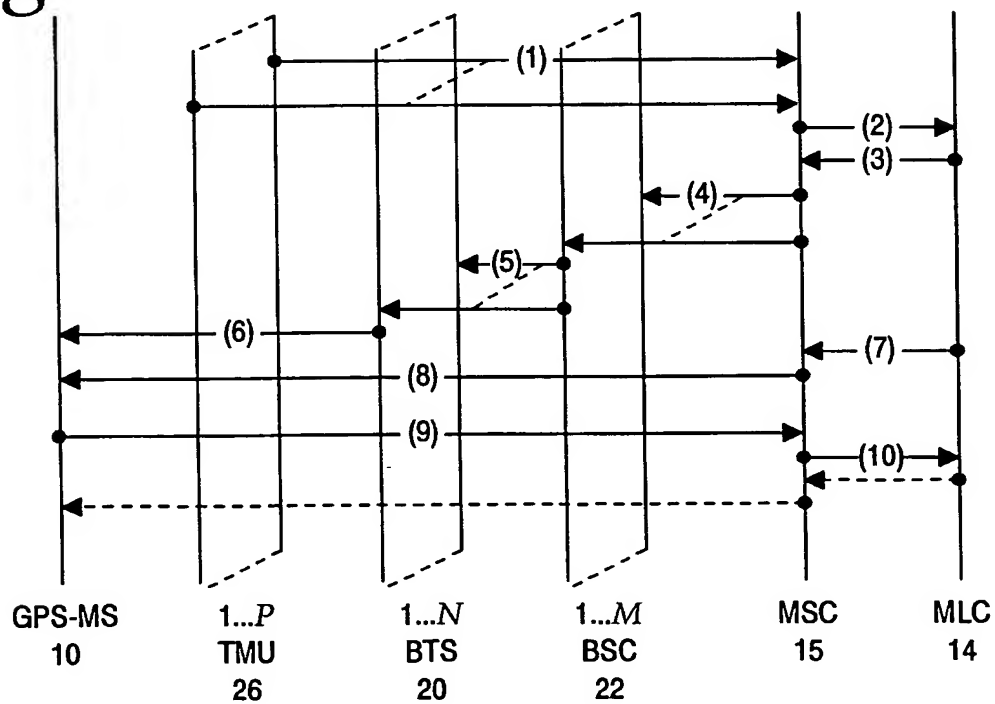 g
(1)
(2)
(3)
(4)
(5)
(6)
(7)
(8)
(9)
(10)
GPS-MS 1...P 1...N 1...M MSC MLC
10 TMU BTS BSC 15 14
26 20 22